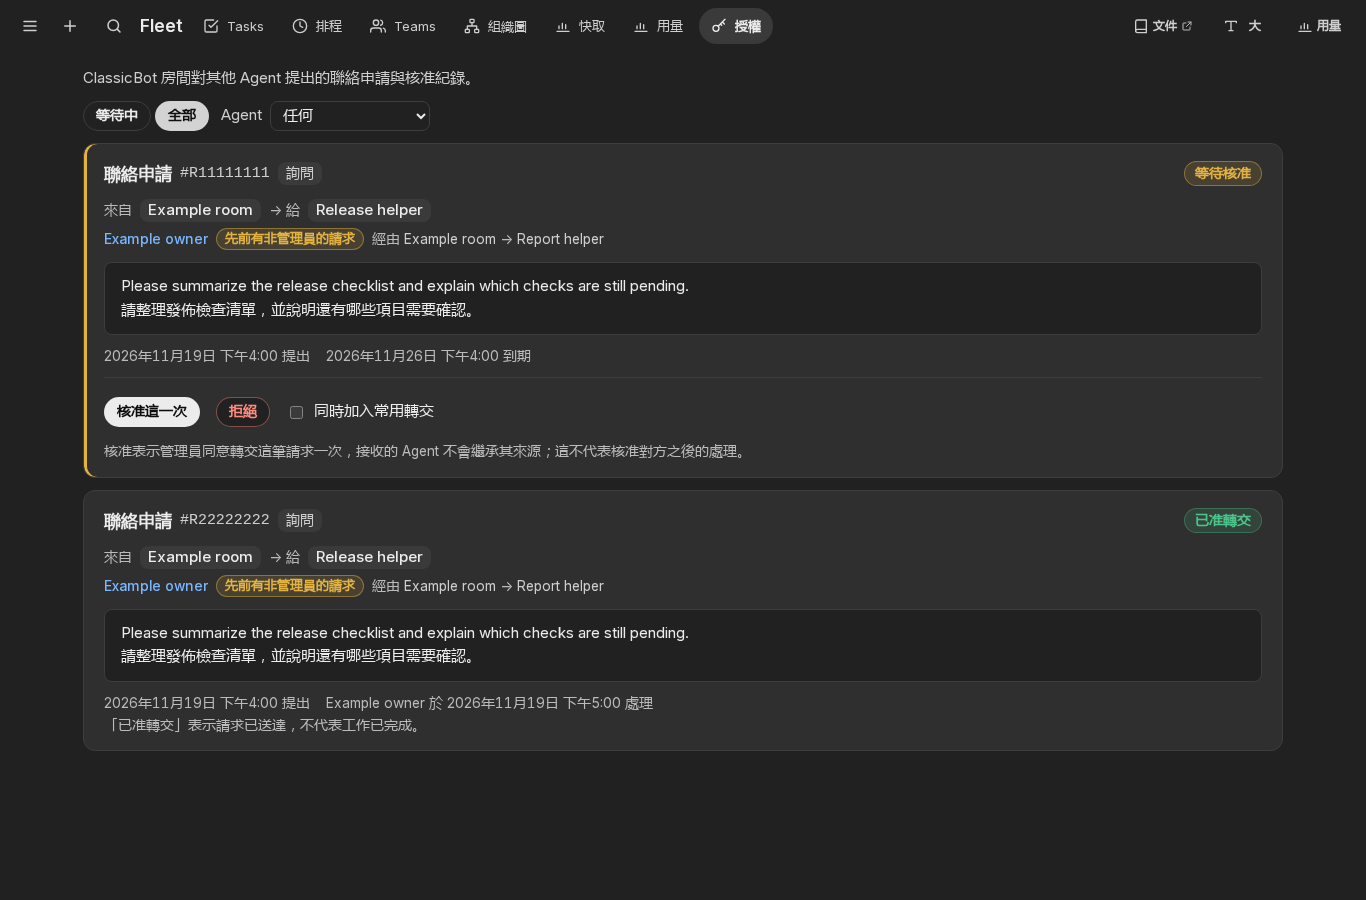 Fleet Tasks 排程 Teams 組織圖 快取 用量 授權 文件 大 用量
ClassicBot 房間對其他 Agent 提出的聯絡申請與核准紀錄。
等待中 全部 Agent 任何
聯絡申請 #R11111111 詢問 等待核准
來自 Example room → 給 Release helper
Example owner 先前有非管理員的請求 經由 Example room → Report helper
Please summarize the release checklist and explain which checks are still pending.
請整理發佈檢查清單，並說明還有哪些項目需要確認。
2026年11月19日 下午4:00 提出 2026年11月26日 下午4:00 到期
核准這一次 拒絕 同時加入常用轉交
核准表示管理員同意轉交這筆請求一次，接收的 Agent 不會繼承其來源；這不代表核准對方之後的處理。
聯絡申請 #R22222222 詢問 已准轉交
來自 Example room → 給 Release helper
Example owner 先前有非管理員的請求 經由 Example room → Report helper
Please summarize the release checklist and explain which checks are still pending.
請整理發佈檢查清單，並說明還有哪些項目需要確認。
2026年11月19日 下午4:00 提出 Example owner 於 2026年11月19日 下午5:00 處理
「已准轉交」表示請求已送達，不代表工作已完成。